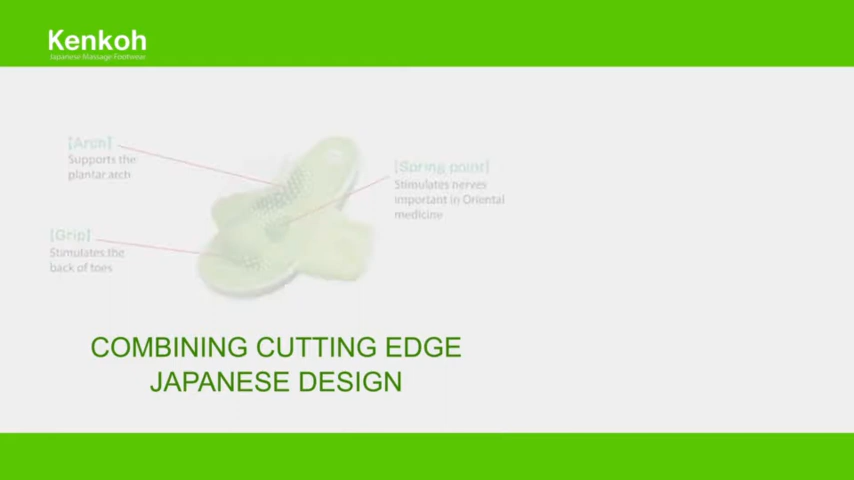 Kenkoh
Japanese Massage Footwear
[Arch]
Supports the
plantar arch
[Spring point]
Stimulates nerves
important in Oriental
medicine
[Grip]
Stimulates the
back of toes
COMBINING CUTTING EDGE
JAPANESE DESIGN